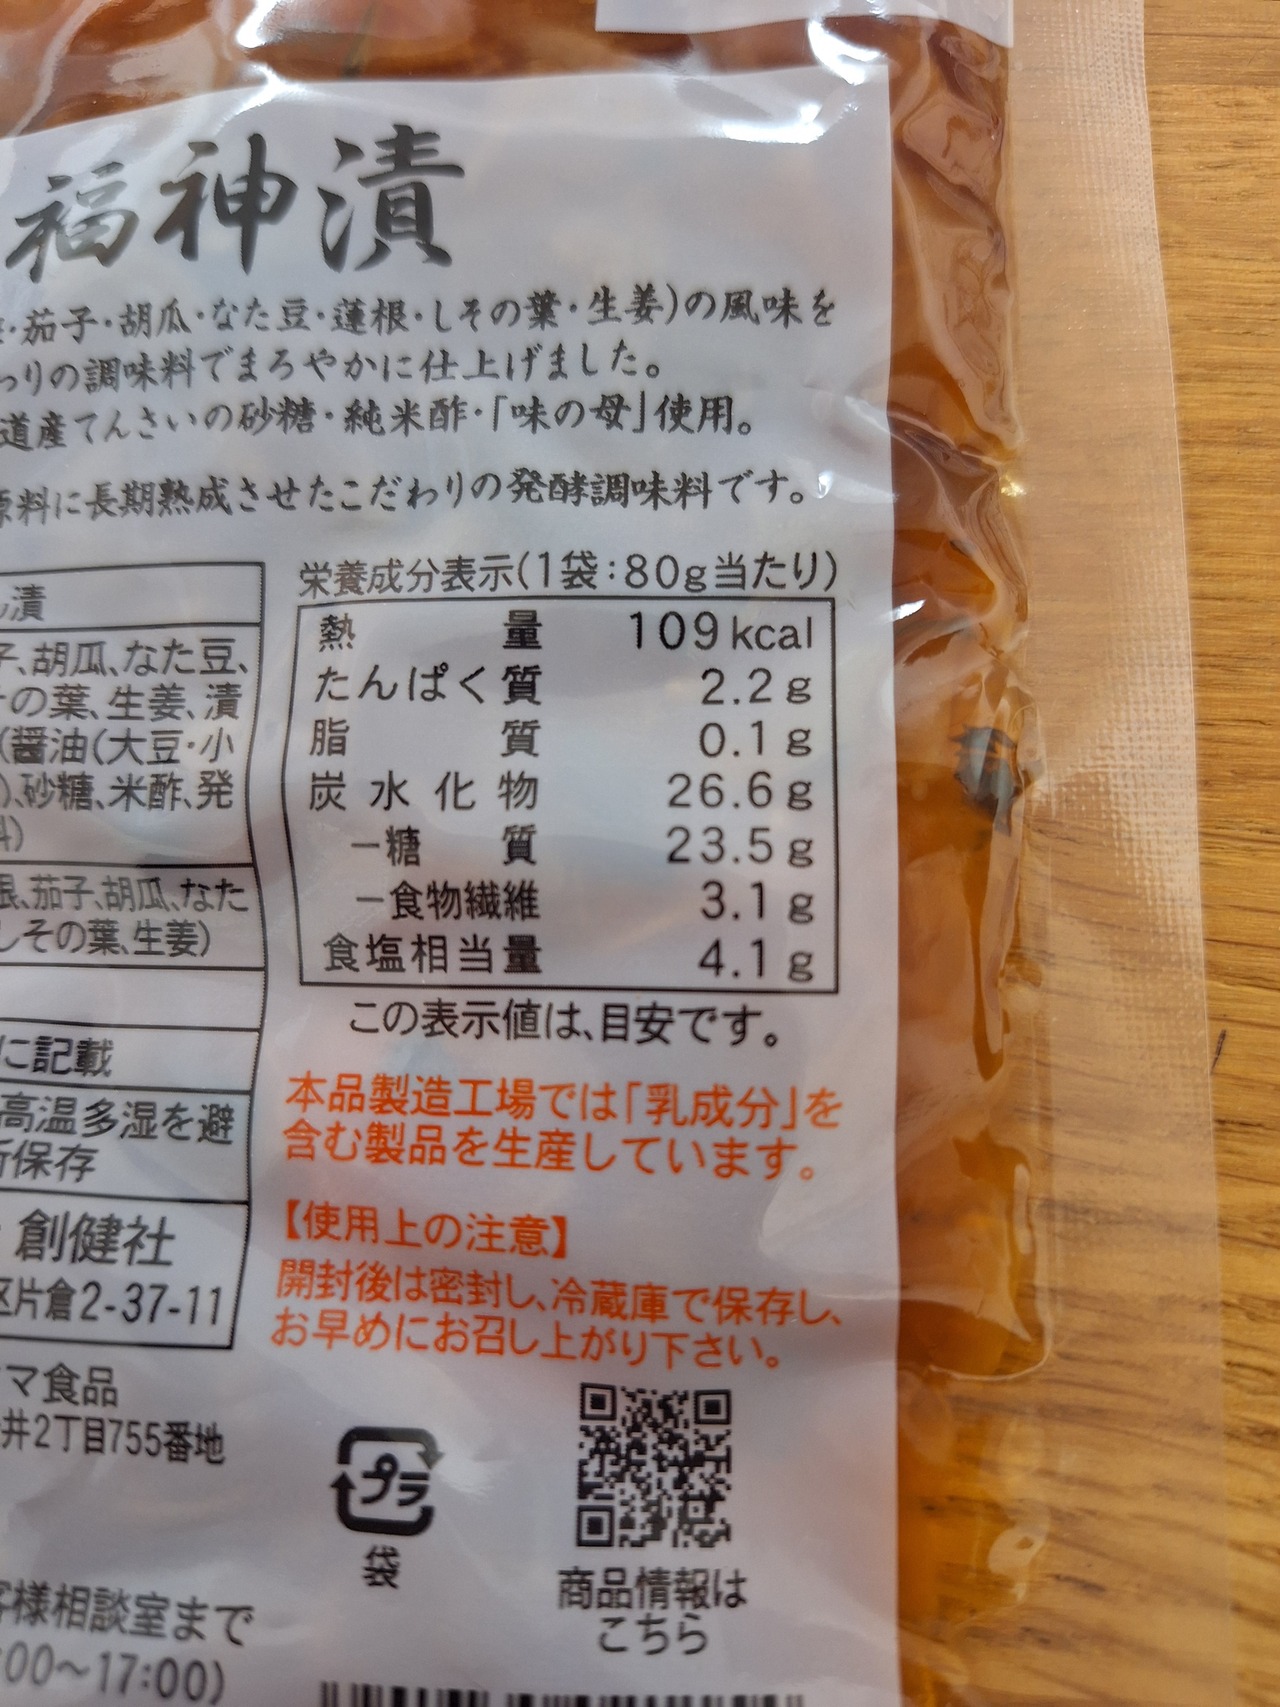 福神漬
・茄子・胡瓜・なた豆・蓮根・しその葉・生姜)の風味を
わりの調味料でまろやかに仕上げました。
道産てんさいの砂糖・純米酢・「味の母」使用。
原料に長期熟成させたこだわりの発酵調味料です。
漬
子、胡瓜、なた豆、
その葉、生姜、漬
(醤油(大豆・小
)、砂糖、米酢、発
料)
根、茄子、胡瓜、なた
しその葉、生姜)
に記載
高温多湿を避
所保存
創健社
区片倉2-37-11
マ食品
井2丁目755番地
客様相談室まで
:00～17:00)
栄養成分表示(1袋:80g当たり)
熱量 109kcal
たんぱく質 2.2g
脂質 0.1g
炭水化物 26.6g
－糖質 23.5g
－食物繊維 3.1g
食塩相当量 4.1g
この表示値は、目安です。
本品製造工場では「乳成分」を
含む製品を生産しています。
【使用上の注意】
開封後は密封し、冷蔵庫で保存し、
お早めにお召し上がり下さい。
プラ
袋
商品情報は
こちら